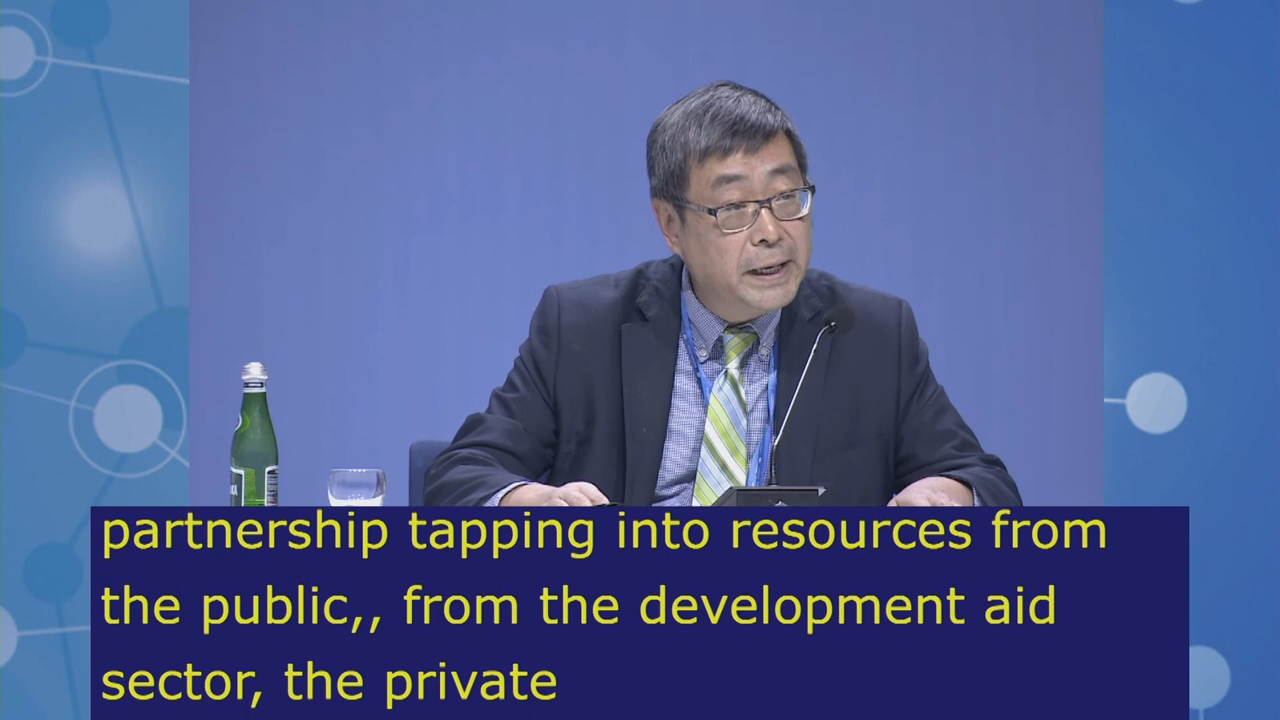 partnership tapping into resources from
the public,, from the development aid
sector, the private